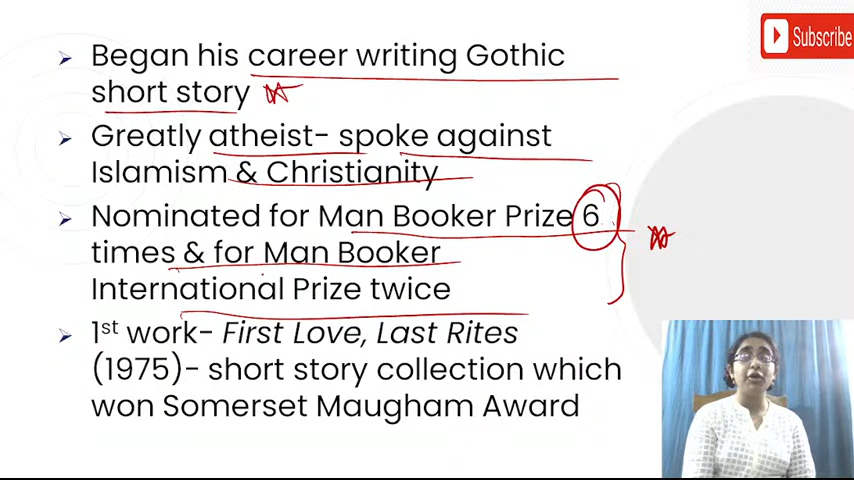 Subscribe
➢ Began his career writing Gothic
short story
➢ Greatly atheist- spoke against
Islamism & Christianity
➢ Nominated for Man Booker Prize 6
times & for Man Booker
International Prize twice
➢ 1st work- First Love, Last Rites
(1975)- short story collection which
won Somerset Maugham Award